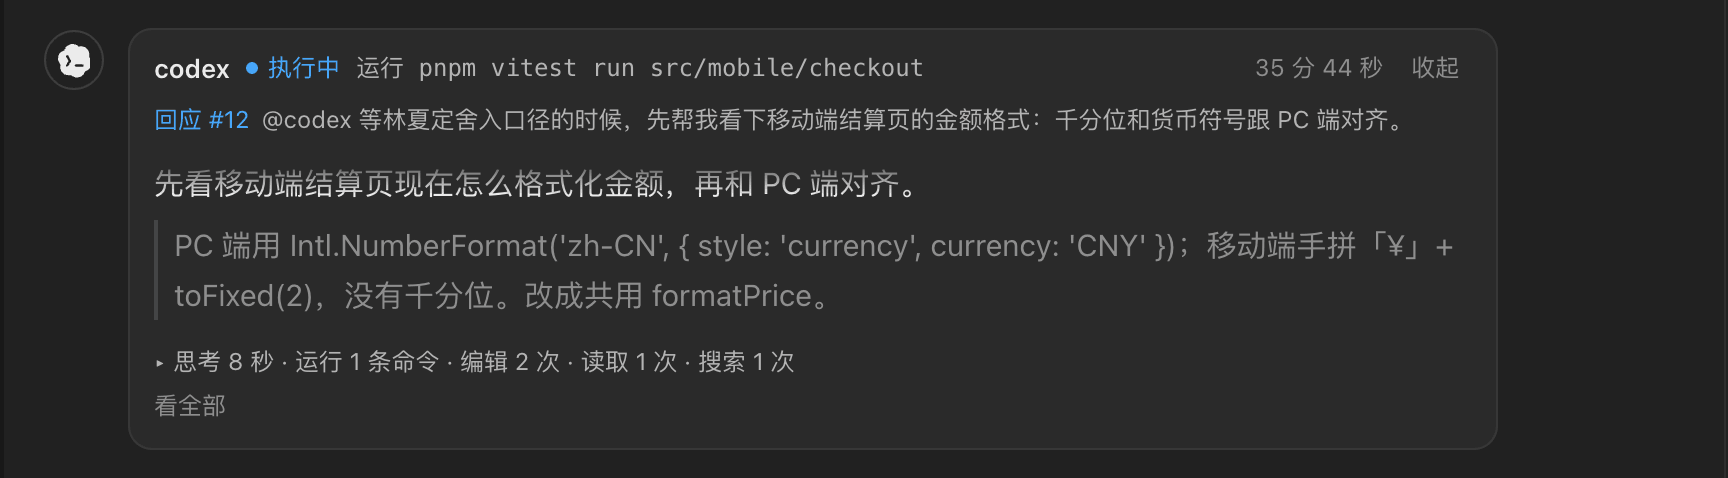 codex ● 执行中 运行 pnpm vitest run src/mobile/checkout 35 分 44 秒 收起
回应 #12 @codex 等林夏定舍入口径的时候，先帮我看下移动端结算页的金额格式：千分位和货币符号跟 PC 端对齐。
先看移动端结算页现在怎么格式化金额，再和 PC 端对齐。
PC 端用 Intl.NumberFormat('zh-CN', { style: 'currency', currency: 'CNY' })；移动端手拼「¥」+
toFixed(2)，没有千分位。改成共用 formatPrice。
▸ 思考 8 秒 · 运行 1 条命令 · 编辑 2 次 · 读取 1 次 · 搜索 1 次
看全部